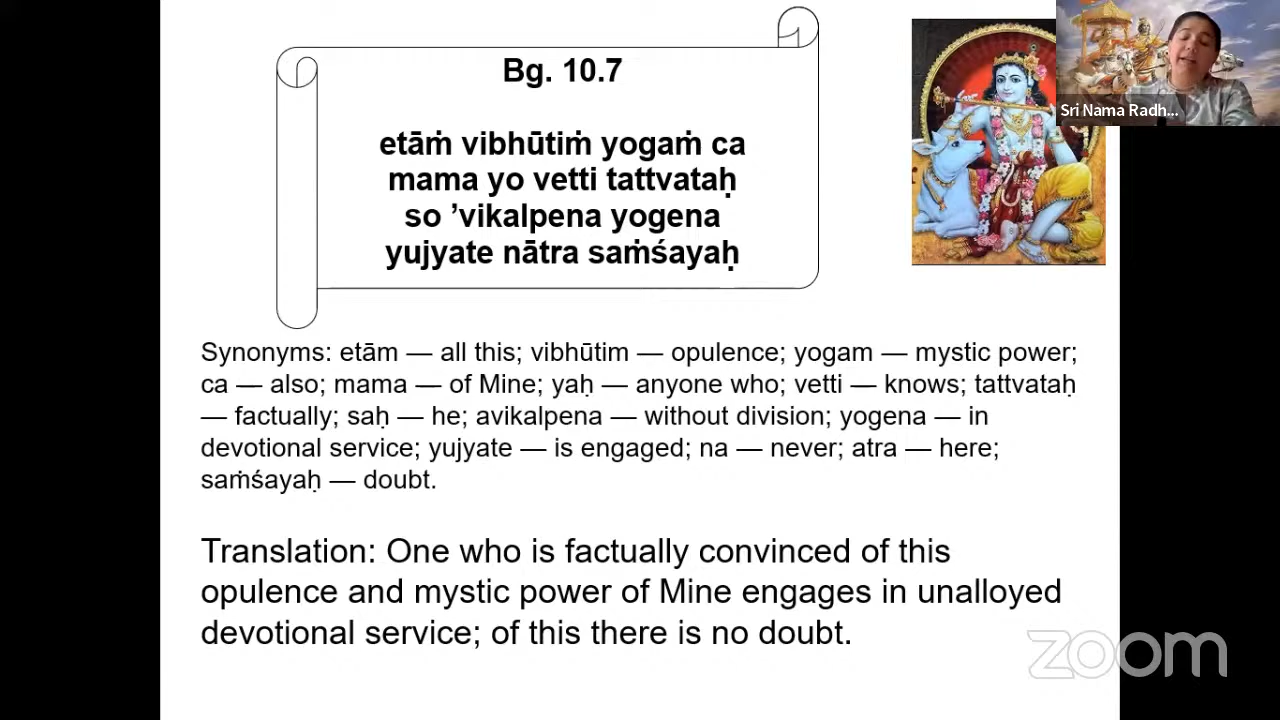 Bg. 10.7
etāṁ vibhūtiṁ yogaṁ ca
mama yo vetti tattvataḥ
so ’vikalpena yogena
yujyate nātra saṁśayaḥ
Sri Nama Radh...
Synonyms: etām — all this; vibhūtim — opulence; yogam — mystic power;
ca — also; mama — of Mine; yaḥ — anyone who; vetti — knows; tattvataḥ
— factually; saḥ — he; avikalpena — without division; yogena — in
devotional service; yujyate — is engaged; na — never; atra — here;
saṁśayaḥ — doubt.
Translation: One who is factually convinced of this
opulence and mystic power of Mine engages in unalloyed
devotional service; of this there is no doubt.
zoom